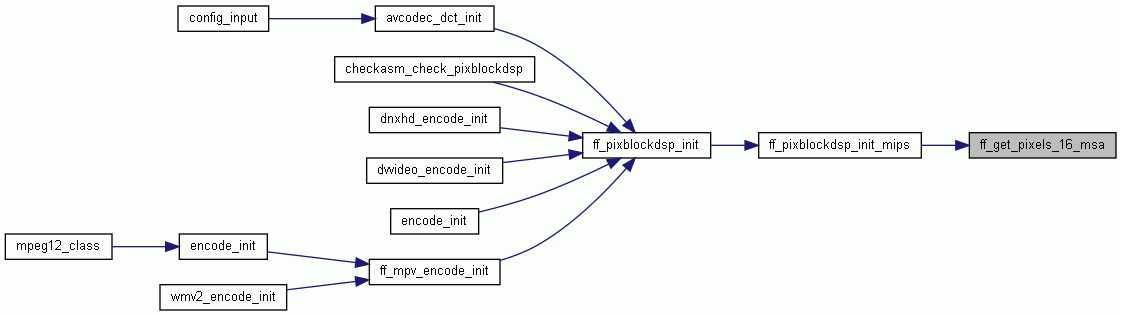 config_input
avcodec_dct_init
checkasm_check_pixblockdsp
dnxhd_encode_init
ff_pixblockdsp_init
ff_pixblockdsp_init_mips
ff_get_pixels_16_msa
dvvideo_encode_init
encode_init
mpeg12_class
encode_init
ff_mpv_encode_init
wmv2_encode_init